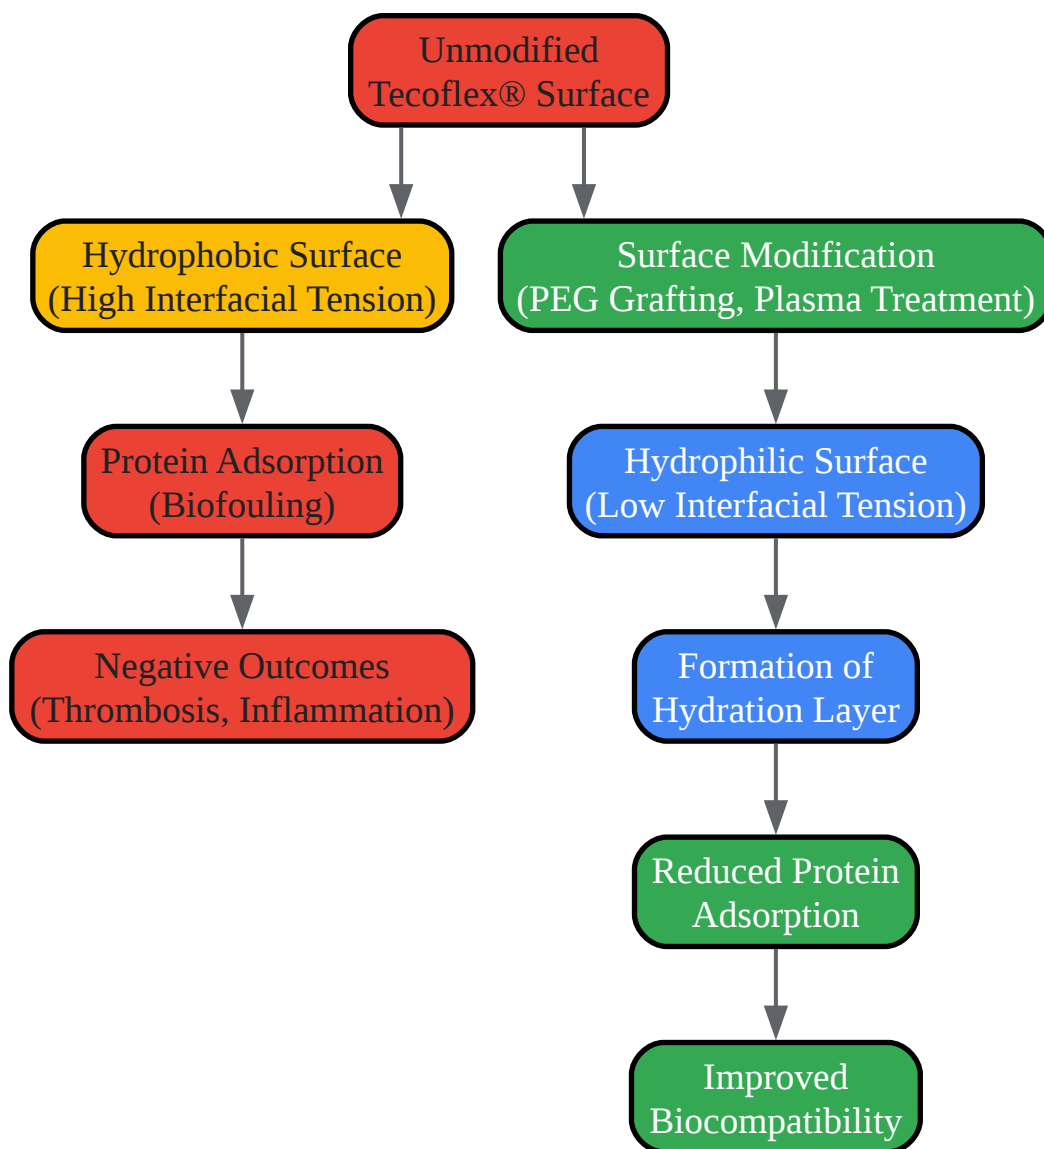 Unmodified
Tecoflex® Surface
Hydrophobic Surface
(High Interfacial Tension)
Surface Modification
(PEG Grafting, Plasma Treatment)
Protein Adsorption
(Biofouling)
Hydrophilic Surface
(Low Interfacial Tension)
Negative Outcomes
(Thrombosis, Inflammation)
Formation of
Hydration Layer
Reduced Protein
Adsorption
Improved
Biocompatibility